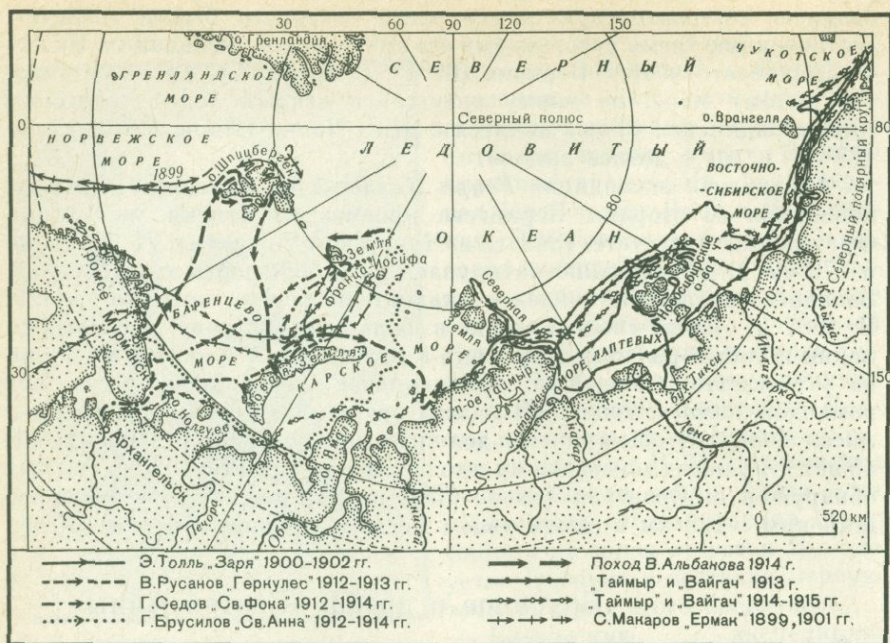 30 60 90 120 150
о. Гренландия
С Е В Е Р Н Ы Й
ЧУКОТСКОЕ
МОРЕ
ГРЕНЛАНДСКОЕ
МОРЕ
о.Врангеля
0
Северный полюс
180
НОРВЕЖСКОЕ
МОРЕ
Л Е Д О В И Т Ы Й
1899
о.Шпицберген
ВОСТОЧНО-
СИБИРСКОЕ
МОРЕ
Северный полярный круг
80
О К Е А Н
Земля
Франца-Иосифа
Новосибирские
о-ва
Тромсё
Мурманск
БАРЕНЦЕВО
МОРЕ
Северная
Земля
70
Колыма
Новая Земля
КАРСКОЕ МОРЕ
МОРЕ ЛАПТЕВЫХ
Индигирка
30
150
п-ов Таймыр
бух. Тикси
о. Колгуев
Хатанга
Анабар
Архангельск
п-ов Ямал
Лена
Печора
Обь
Енисей
0 520 км
Э.Толль „Заря" 1900-1902 гг.
В.Русанов „Геркулес" 1912-1913 гг.
Г.Седов „Св.Фока" 1912-1914 гг.
Г.Брусилов „Св.Анна" 1912-1914 гг.
Поход В.Альбанова 1914 г.
„Таймыр" и „Вайгач" 1913 г.
„Таймыр" и „Вайгач" 1914-1915 гг.
С.Макаров „Ермак" 1899, 1901 гг.